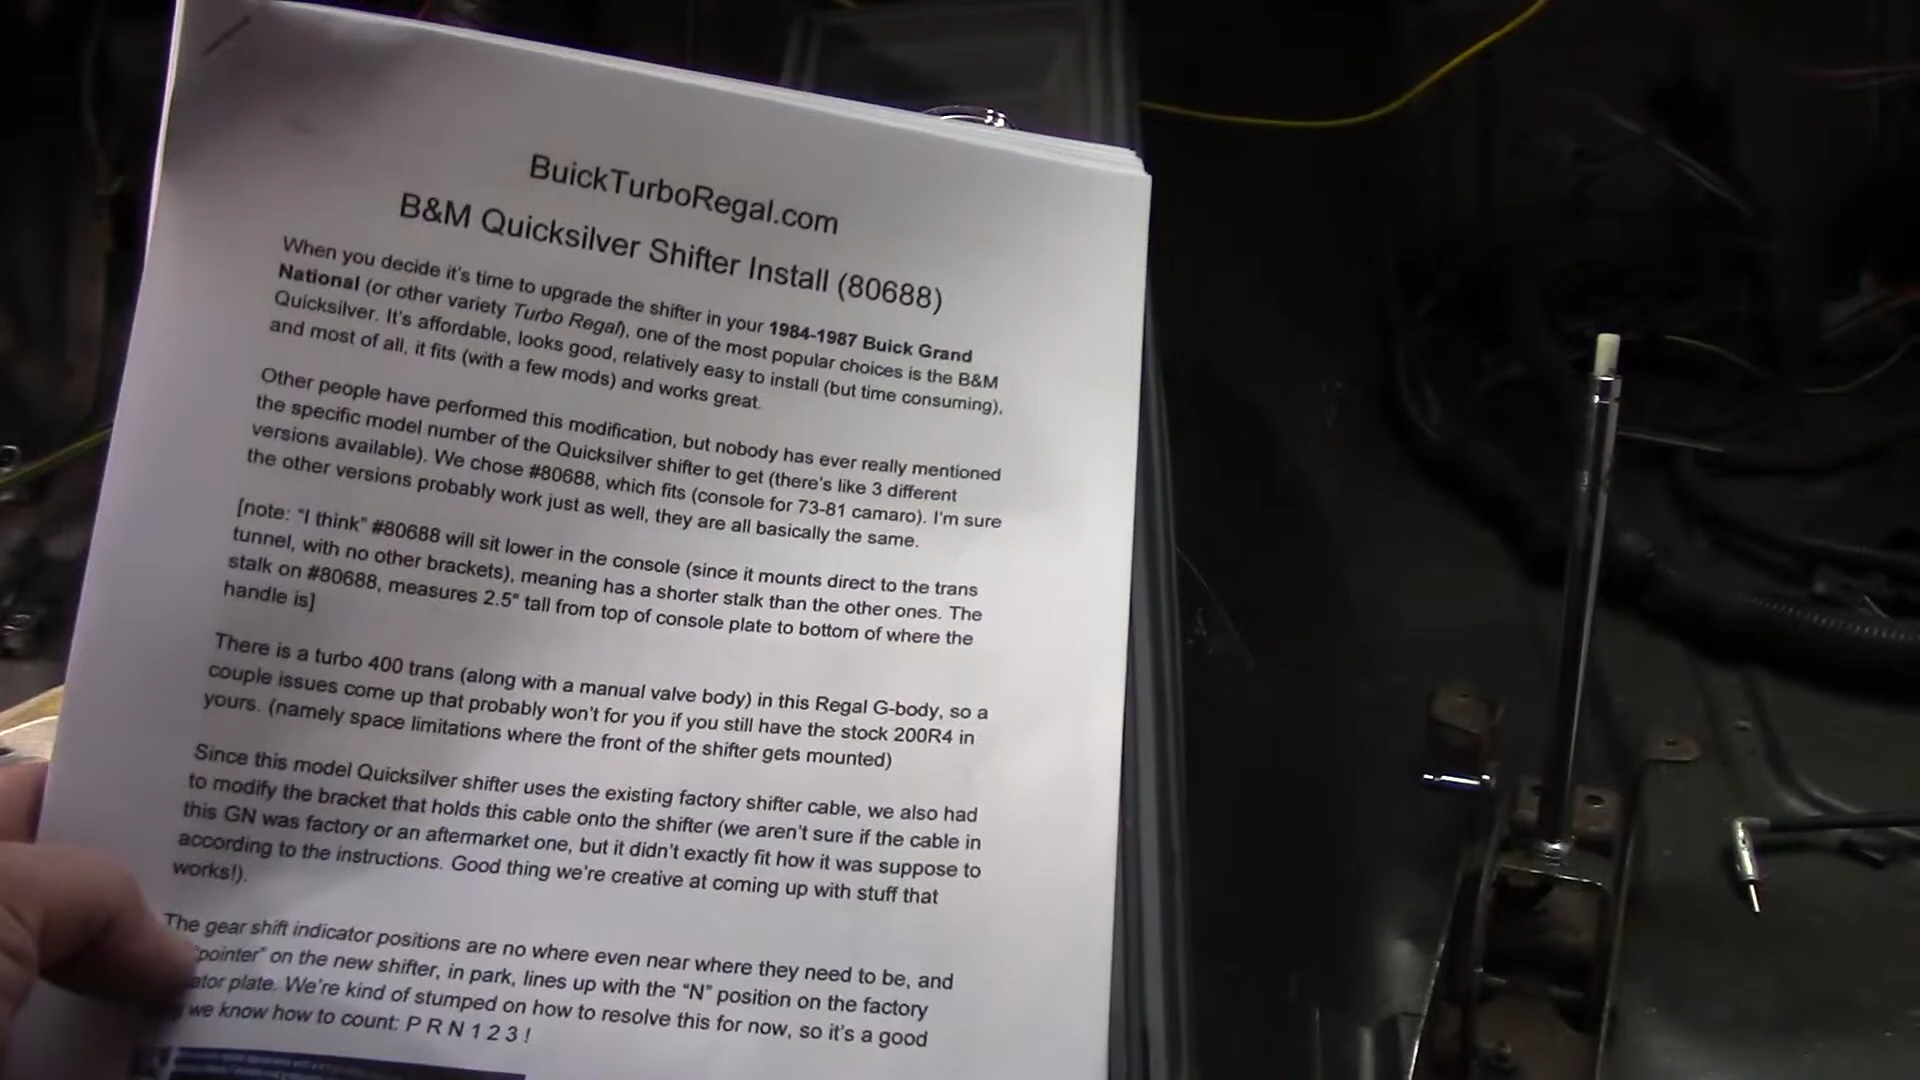 BuickTurboRegal.com
B&M Quicksilver Shifter Install (80688)
When you decide it's time to upgrade the shifter in your 1984-1987 Buick Grand
National (or other variety Turbo Regal), one of the most popular choices is the B&M
Quicksilver. It's affordable, looks good, relatively easy to install (but time consuming),
and most of all, it fits (with a few mods) and works great.
Other people have performed this modification, but nobody has ever really mentioned
the specific model number of the Quicksilver shifter to get (there's like 3 different
versions available). We chose #80688, which fits (console for 73-81 camaro). I'm sure
the other versions probably work just as well, they are all basically the same.
[note: "I think" #80688 will sit lower in the console (since it mounts direct to the trans
tunnel, with no other brackets), meaning has a shorter stalk than the other ones. The
stalk on #80688, measures 2.5" tall from top of console plate to bottom of where the
handle is]
There is a turbo 400 trans (along with a manual valve body) in this Regal G-body, so a
couple issues come up that probably won't for you if you still have the stock 200R4 in
yours. (namely space limitations where the front of the shifter gets mounted)
Since this model Quicksilver shifter uses the existing factory shifter cable, we also had
to modify the bracket that holds this cable onto the shifter (we aren't sure if the cable in
this GN was factory or an aftermarket one, but it didn't exactly fit how it was suppose to
according to the instructions. Good thing we're creative at coming up with stuff that
works!).
The gear shift indicator positions are no where even near where they need to be, and
"pointer" on the new shifter, in park, lines up with the "N" position on the factory
plate. We're kind of stumped on how to resolve this for now, so it's a good
we know how to count: P R N 1 2 3 !